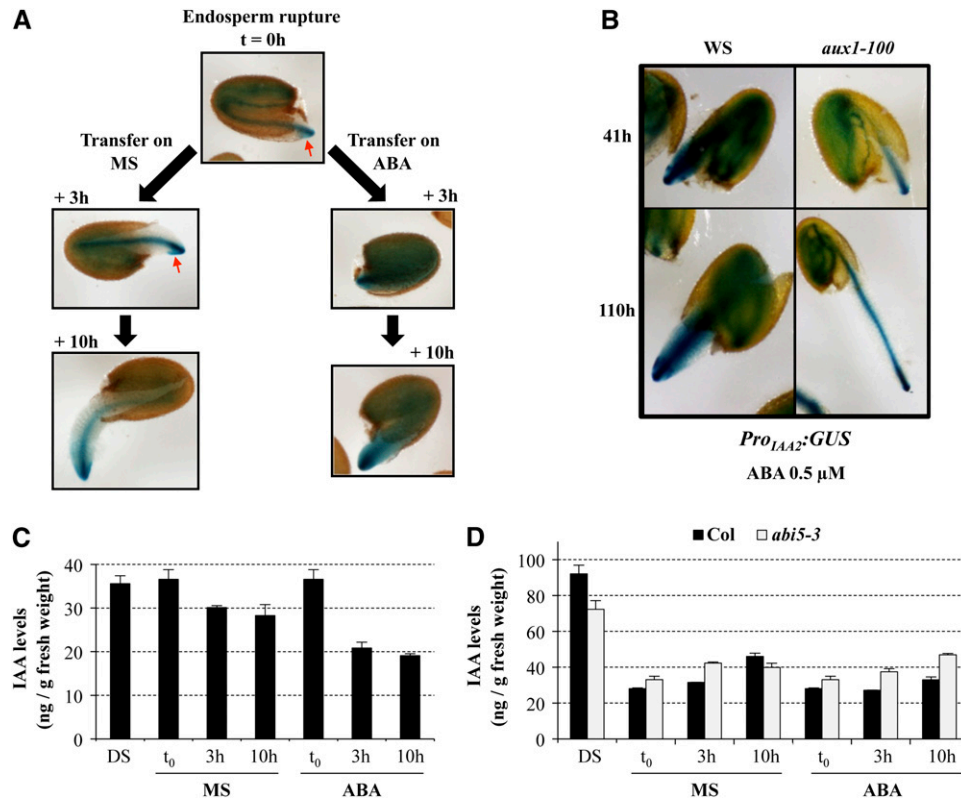 A
Endosperm rupture
t = 0h
Transfer on
MS
Transfer on
ABA
+ 3h
+ 3h
+ 10h
+ 10h
B
WS
aux1-100
41h
110h
ProIAA2:GUS
ABA 0.5 µM
C
IAA levels
(ng / g fresh weight)
40
30
20
10
0
DS
t0
3h
10h
t0
3h
10h
MS
ABA
D
Col
abi5-3
IAA levels
(ng / g fresh weight)
100
80
60
40
20
0
DS
t0
3h
10h
t0
3h
10h
MS
ABA